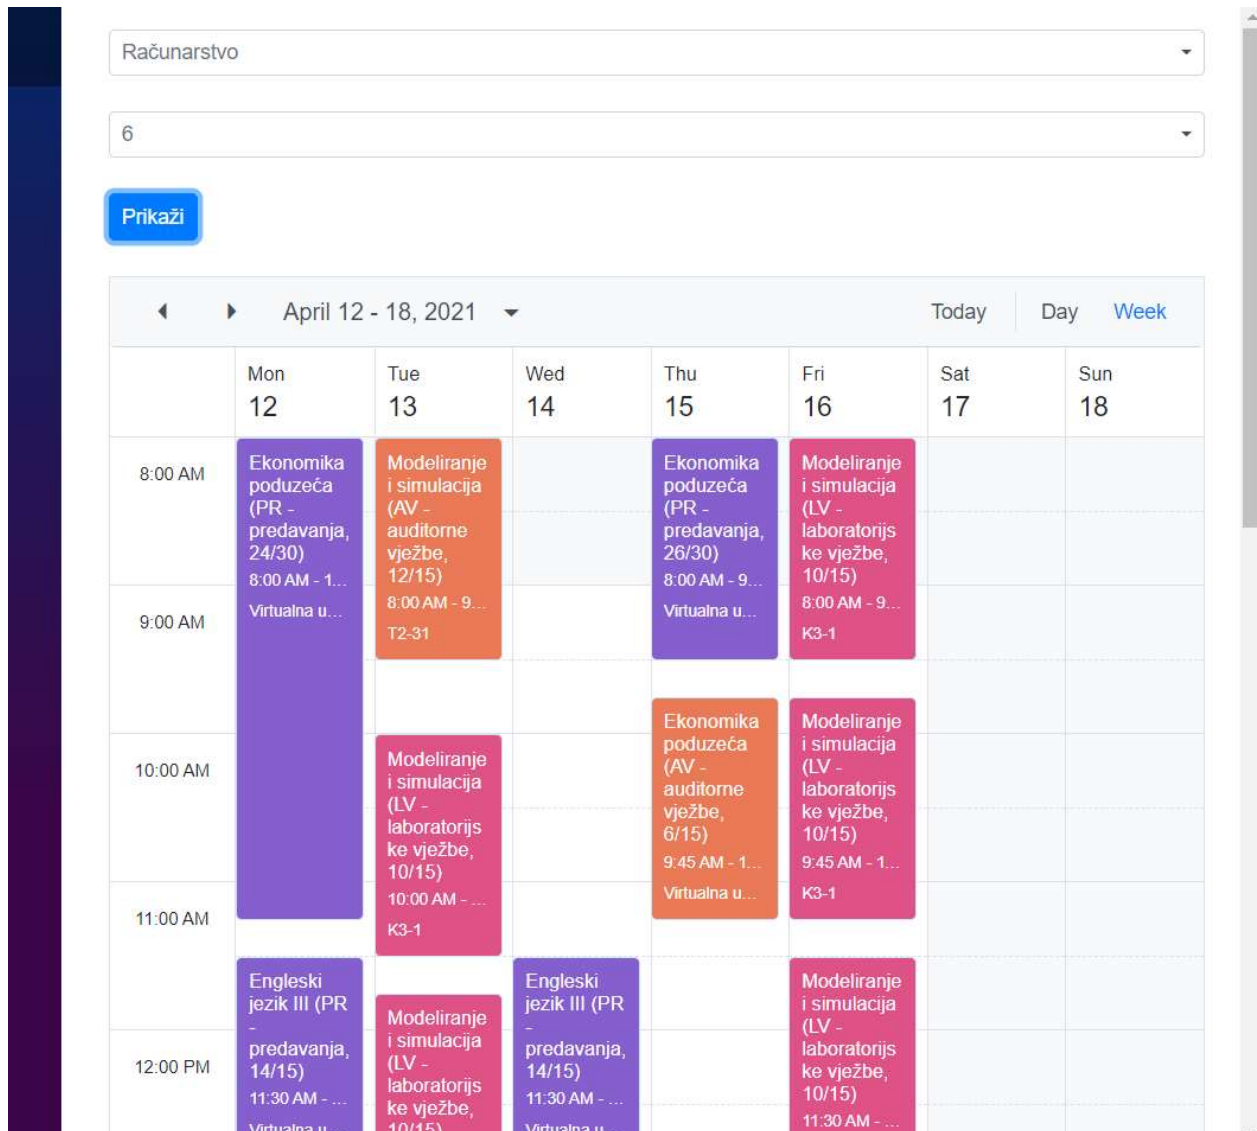 Računarstvo
6
Prikaži
April 12 - 18, 2021
Today
Day
Week
Mon
12
Tue
13
Wed
14
Thu
15
Fri
16
Sat
17
Sun
18
8:00 AM
9:00 AM
10:00 AM
11:00 AM
12:00 PM
Ekonomika
poduzeća
(PR -
predavanja,
24/30)
8:00 AM - 1...
Virtualna u...
Engleski
jezik III (PR
-
predavanja,
14/15)
11:30 AM - ...
Virtualna u...
Modeliranje
i simulacija
(AV -
auditorne
vježbe,
12/15)
8:00 AM - 9...
T2-31
Modeliranje
i simulacija
(LV -
laboratorijs
ke vježbe,
10/15)
10:00 AM - ...
K3-1
Modeliranje
i simulacija
(LV -
laboratorijs
ke vježbe,
10/15)
Engleski
jezik III (PR
-
predavanja,
14/15)
11:30 AM - ...
Virtualna u...
Ekonomika
poduzeća
(PR -
predavanja,
26/30)
8:00 AM - 9...
Virtualna u...
Ekonomika
poduzeća
(AV -
auditorne
vježbe,
6/15)
9:45 AM - 1...
Virtualna u...
Modeliranje
i simulacija
(LV -
laboratorijs
ke vježbe,
10/15)
8:00 AM - 9...
K3-1
Modeliranje
i simulacija
(LV -
laboratorijs
ke vježbe,
10/15)
9:45 AM - 1...
K3-1
Modeliranje
i simulacija
(LV -
laboratorijs
ke vježbe,
10/15)
11:30 AM - ...